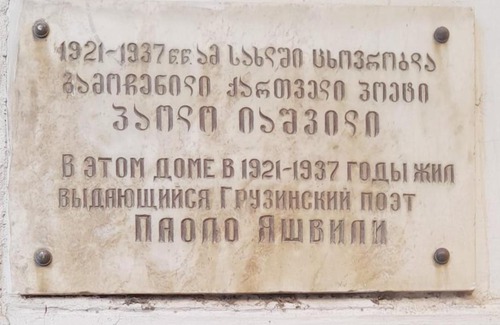 1921-1937 წ.წ. ამ სახლში ცხოვრობდა
გამოჩენილი ქართველი პოეტი
პაოლო იაშვილი
В ЭТОМ ДОМЕ В 1921-1937 ГОДЫ ЖИЛ
ВЫДАЮЩИЙСЯ ГРУЗИНСКИЙ ПОЭТ
ПАОЛО ЯШВИЛИ